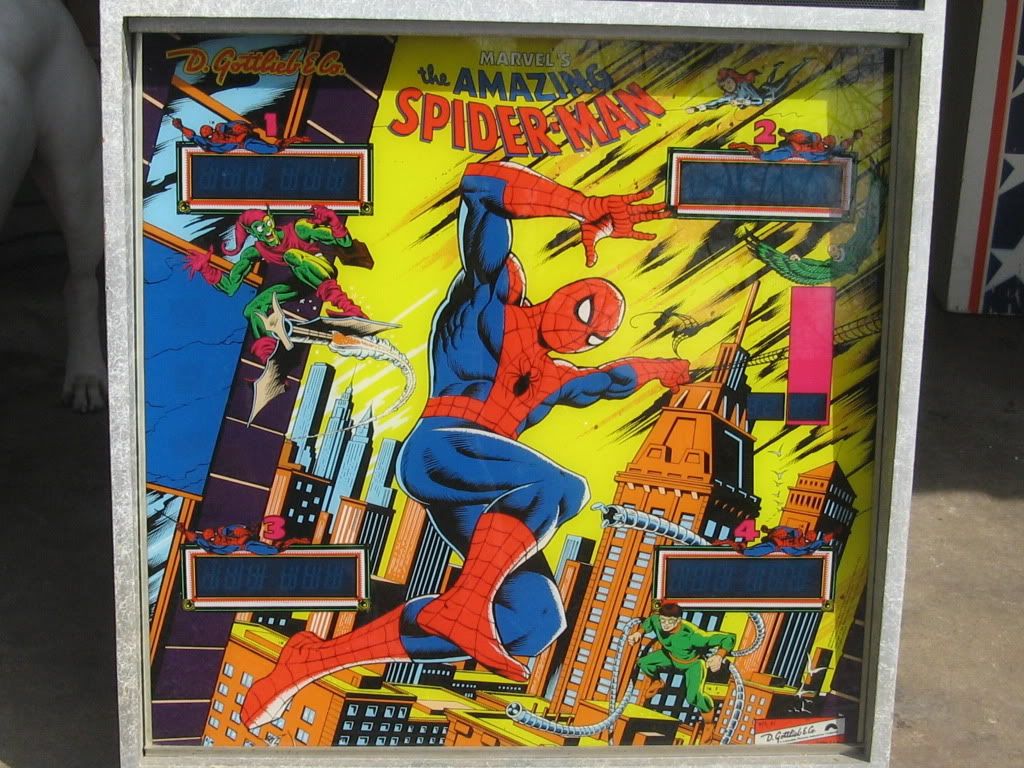 D. Gottlieb & Co.
MARVEL'S
the AMAZING
SPIDER-MAN
1
2
3
4
D. Gottlieb & Co.